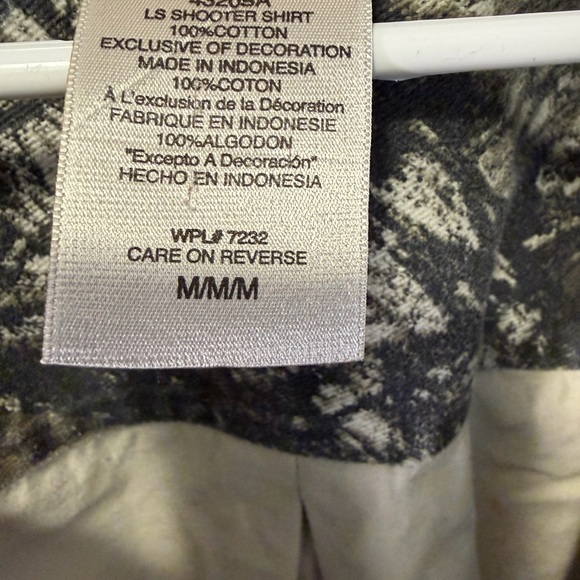 LS SHOOTER SHIRT
100%COTTON
EXCLUSIVE OF DECORATION
MADE IN INDONESIA
100%COTON
À L'exclusion de la Décoration
FABRIQUE EN INDONESIE
100%ALGODON
"Excepto A Decoración"
HECHO EN INDONESIA
WPL# 7232
CARE ON REVERSE
M/M/M